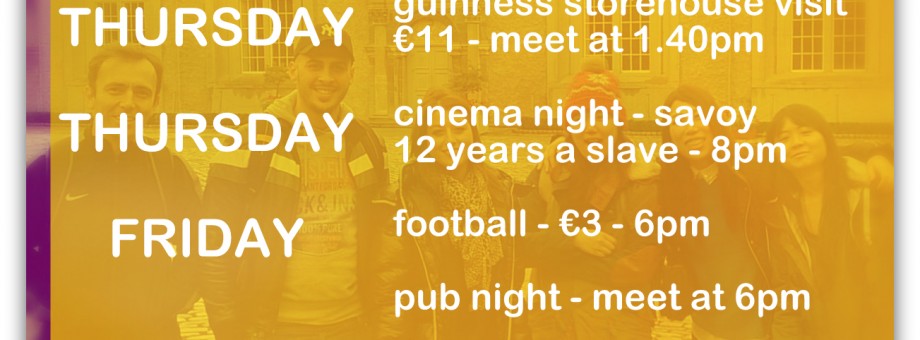 THURSDAY
guinness storehouse visit
€11 - meet at 1.40pm
THURSDAY
cinema night - savoy
12 years a slave - 8pm
FRIDAY
football - €3 - 6pm
pub night - meet at 6pm